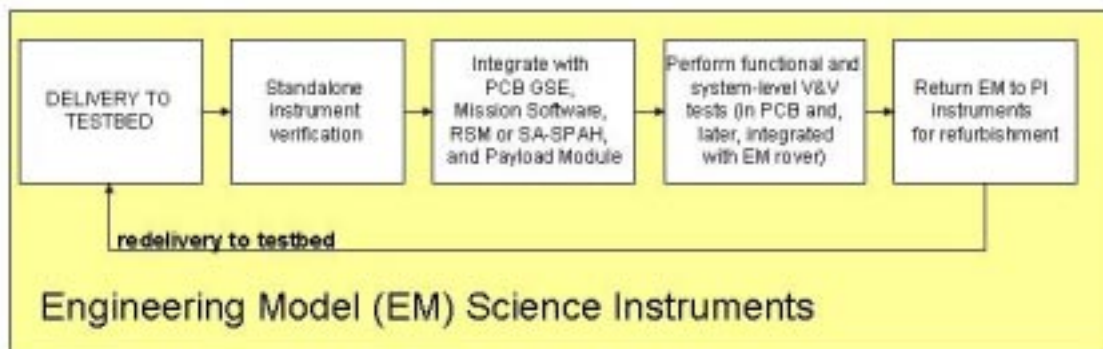 DELIVERY TO
TESTBED
Standalone
instrument
verification
Integrate with
PCB GSE,
Mission Software,
RSM or SA-SPAH,
and Payload Module
Perform functional and
system-level V&V
tests (in PCB and,
later, integrated
with EM rover)
Return EM to PI
instruments
for refurbishment
redelivery to testbed
Engineering Model (EM) Science Instruments